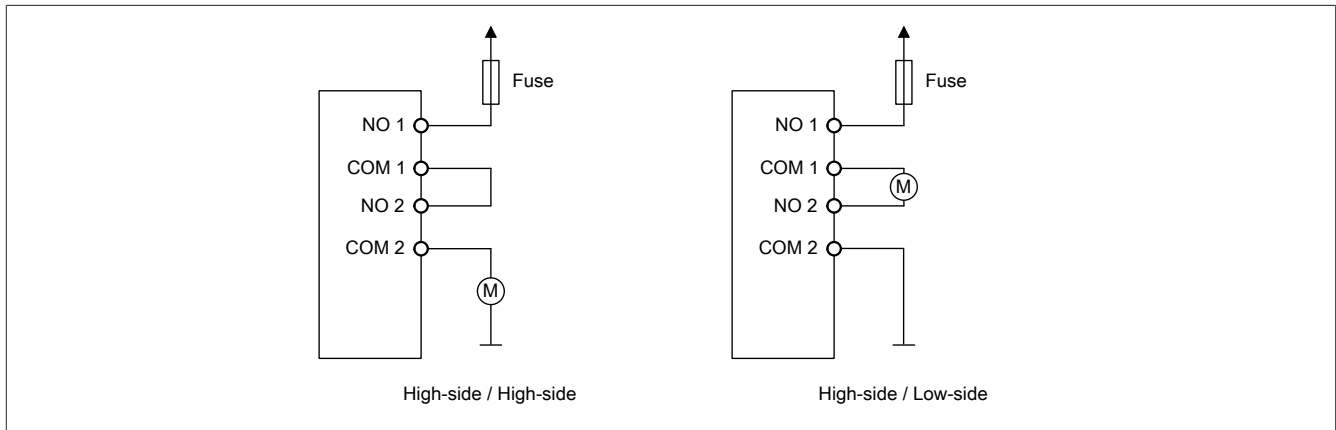 Fuse
NO 1
COM 1
NO 2
COM 2
M
High-side / High-side
Fuse
NO 1
COM 1
M
NO 2
COM 2
High-side / Low-side